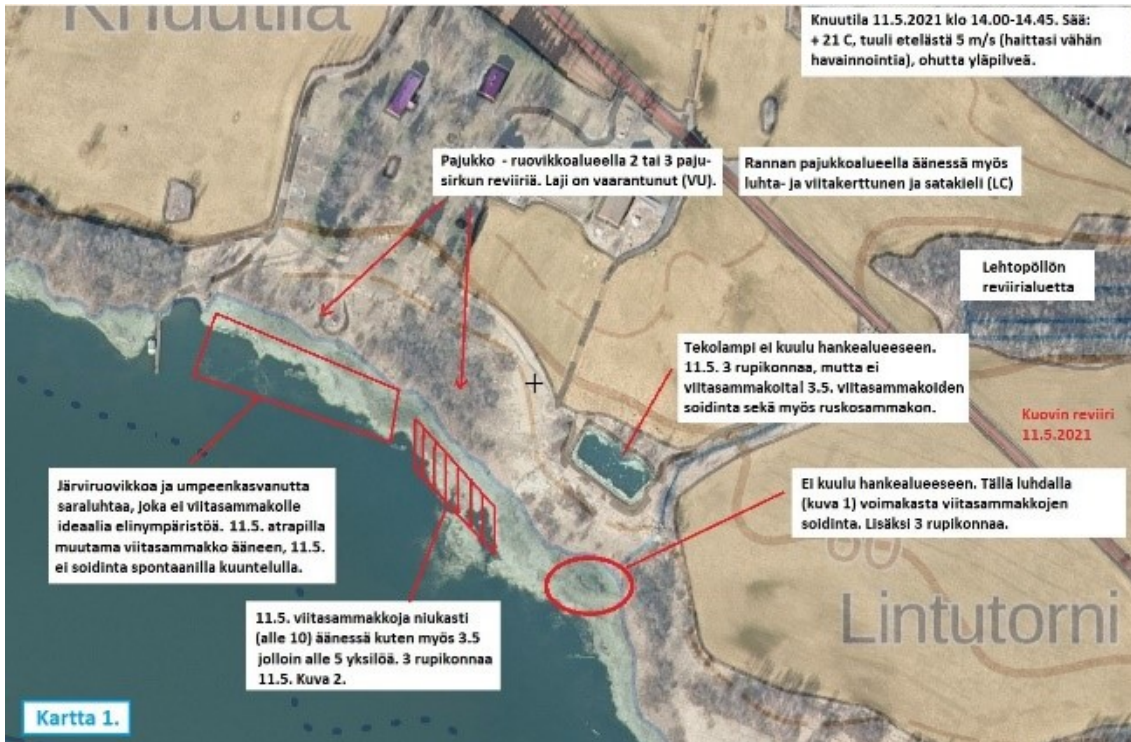 Knuutila
Knuutila 11.5.2021 klo 14.00-14.45. Sää:
+ 21 C, tuuli etelästä 5 m/s (haittasi vähän
havainnointia), ohutta yläpilveä.
Pajukko - ruovikkoalueella 2 tai 3 paju-
sirkun reviiriä. Laji on vaarantunut (VU).
Rannan pajukkoalueella äänessä myös
luhta- ja viitakerttunen ja satakieli (LC)
Lehtopöllön
reviirialuetta
Tekolampi ei kuulu hankealueeseen.
11.5. 3 rupikonnaa, mutta ei
viitasammakoital 3.5. viitasammakoiden
soidinta sekä myös ruskosammakon.
Kuovin reviiri
11.5.2021
Järviruovikkoa ja umpeenkasvanutta
saraluhtaa, joka ei viitasammakolle
ideaalia elinympäristöä. 11.5. atrapilla
muutama viitasammakko ääneen, 11.5.
ei soidinta spontaanilla kuuntelulla.
Ei kuulu hankealueeseen. Tällä luhdalla
(kuva 1) voimakasta viitasammakkojen
soidinta. Lisäksi 3 rupikonnaa.
80
Lintutorni
11.5. viitasammakkoja niukasti
(alle 10) äänessä kuten myös 3.5
jolloin alle 5 yksilöä. 3 rupikonnaa
11.5. Kuva 2.
Kartta 1.